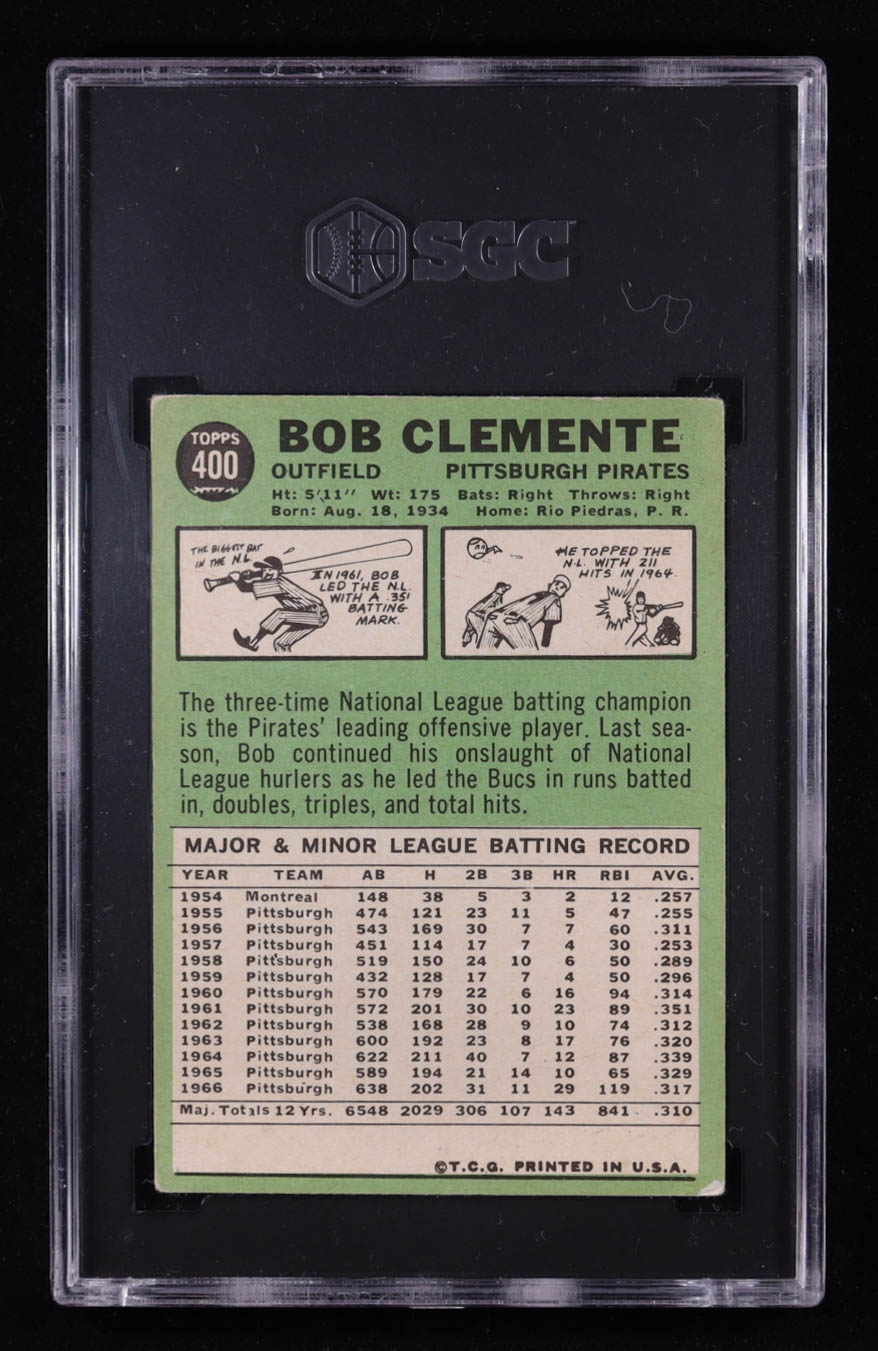 SGC
TOPPS
400
BOB CLEMENTE
OUTFIELD PITTSBURGH PIRATES
Ht: 5'11" Wt: 175 Bats: Right Throws: Right
Born: Aug. 18, 1934 Home: Rio Piedras, P. R.
THE BIGGEST BAT
IN THE N.L.
IN 1961, BOB
LED THE N.L.
WITH A .351
BATTING
MARK.
HE TOPPED THE
N.L. WITH 211
HITS IN 1964.
The three-time National League batting champion
is the Pirates' leading offensive player. Last sea-
son, Bob continued his onslaught of National
League hurlers as he led the Bucs in runs batted
in, doubles, triples, and total hits.
MAJOR & MINOR LEAGUE BATTING RECORD
YEAR TEAM AB H 2B 3B HR RBI AVG.
1954 Montreal 148 38 5 3 2 12 .257
1955 Pittsburgh 474 121 23 11 5 47 .255
1956 Pittsburgh 543 169 30 7 7 60 .311
1957 Pittsburgh 451 114 17 7 4 30 .253
1958 Pittsburgh 519 150 24 10 6 50 .289
1959 Pittsburgh 432 128 17 7 4 50 .296
1960 Pittsburgh 570 179 22 6 16 94 .314
1961 Pittsburgh 572 201 30 10 23 89 .351
1962 Pittsburgh 538 168 28 9 10 74 .312
1963 Pittsburgh 600 192 23 8 17 76 .320
1964 Pittsburgh 622 211 40 7 12 87 .339
1965 Pittsburgh 589 194 21 14 10 65 .329
1966 Pittsburgh 638 202 31 11 29 119 .317
Maj. Totals 12 Yrs. 6548 2029 306 107 143 841 .310
©T.C.G. PRINTED IN U.S.A.